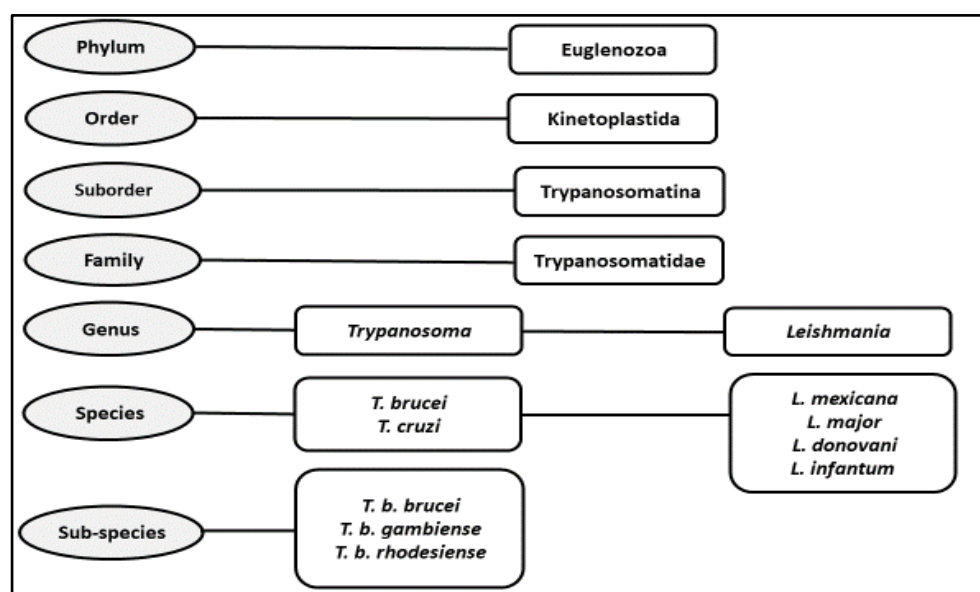 Phylum
Euglenozoa
Order
Kinetoplastida
Suborder
Trypanosomatina
Family
Trypanosomatidae
Genus
Trypanosoma
Leishmania
Species
T. brucei
T. cruzi
L. mexicana
L. major
L. donovani
L. infantum
Sub-species
T. b. brucei
T. b. gambiense
T. b. rhodesiense